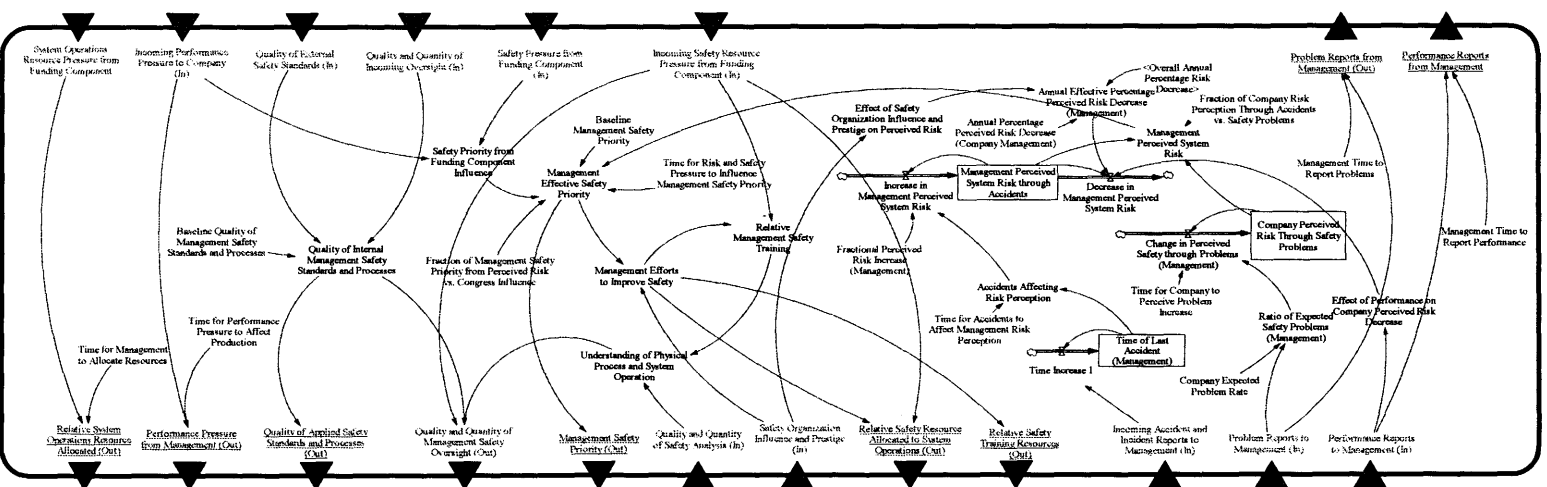 System Operations
Resource Pressure from
Funding Component
Incoming Performance
Pressure to Company
(In)
Quality of External
Safety Standards (In)
Quality and Quantity of
Incoming Oversight (In)
Safety Pressure from
Funding Component
(In)
Incoming Safety Resource
Pressure from Funding
Component (In)
Problem Reports from
Management (Out)
Performance Reports
from Management
<Overall Annual
Percentage Risk
Decrease>
Annual Effective Percentage
Perceived Risk Decrease
(Management)
Effect of Safety
Organization Influence and
Prestige on Perceived Risk
Annual Percentage
Perceived Risk Decrease
(Company Management)
Fraction of Company Risk
Perception Through Accidents
vs. Safety Problems
Management
Perceived System
Risk
Baseline
Management Safety
Priority
Safety Priority from
Funding Component
Influence
Management
Effective Safety
Priority
Time for Risk and Safety
Pressure to Influence
Management Safety Priority
Management Time to
Report Problems
Increase in
Management Perceived
System Risk
Management Perceived
System Risk through
Accidents
Decrease in
Management Perceived
System Risk
Baseline Quality of
Management Safety
Standards and Processes
Quality of Internal
Management Safety
Standards and Processes
Relative
Management Safety
Training
Company Perceived
Risk Through Safety
Problems
Management Time to
Report Performance
Change in Perceived
Safety through Problems
(Management)
Fractional Perceived
Risk Increase
(Management)
Fraction of Management Safety
Priority from Perceived Risk
vs. Congress Influence
Management Efforts
to Improve Safety
Accidents Affecting
Risk Perception
Time for Company to
Perceive Problem
Increase
Time for Accidents to
Affect Management Risk
Perception
Ratio of Expected
Safety Problems
(Management)
Effect of Performance on
Company Perceived Risk
Decrease
Time for Performance
Pressure to Affect
Production
Time for Management
to Allocate Resources
Understanding of Physical
Process and System
Operation
Time Increase 1
Time of Last
Accident
(Management)
Company Expected
Problem Rate
Relative System
Operations Resource
Allocated (Out)
Performance Pressure
from Management (Out)
Quality of Applied Safety
Standards and Processes
(Out)
Quality and Quantity of
Management Safety
Oversight (Out)
Management Safety
Priority (Out)
Quality and Quantity
of Safety Analysis (In)
Safety Organization
Influence and Prestige
(In)
Relative Safety Resource
Allocated to System
Operations (Out)
Relative Safety
Training Resources
(Out)
Incoming Accident and
Incident Reports to
Management (In)
Problem Reports to
Management (In)
Performance Reports
to Management (In)